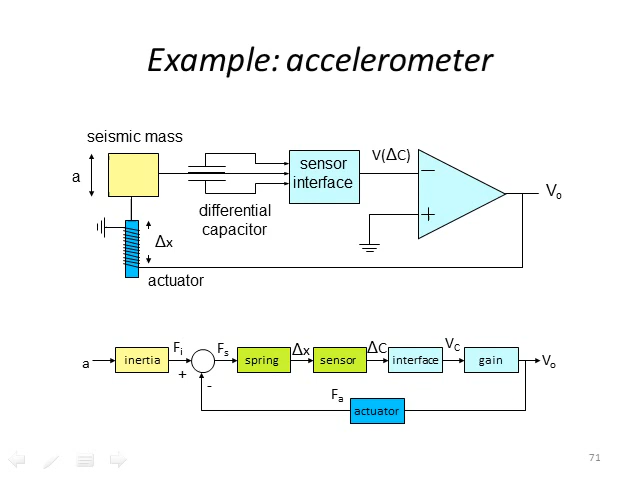 Example: accelerometer
seismic mass
a
sensor
interface
V(ΔC)
−
+
Vo
differential
capacitor
Δx
actuator
a
inertia
Fi
+
-
Fs
spring
Δx
sensor
ΔC
interface
VC
gain
Vo
Fa
actuator
71